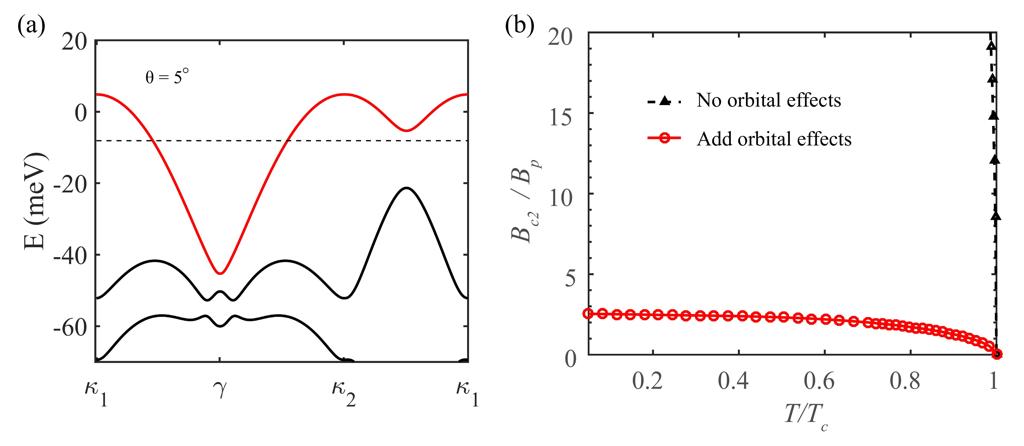 (a)
(b)
20
0
-20
-40
-60
E (meV)
θ = 5°
κ1
γ
κ2
κ1
20
15
10
5
0
Bc2 / Bp
No orbital effects
Add orbital effects
0.2
0.4
0.6
0.8
1
T/Tc